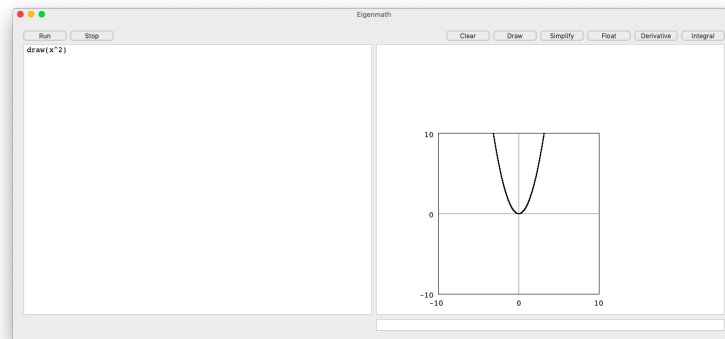 Eigenmath
Run Stop Clear Draw Simplify Float Derivative Integral
draw(x^2)
10
0
-10
-10 0 10